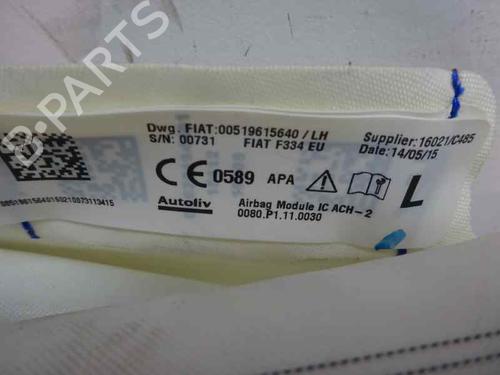 B-PARTS
Dwg. FIAT:00519615640 / LH
S/N: 00731 FIAT F334 EU
Supplier:16021/C485
Date:14/05/15
CE 0589 APA
L
Autoliv
Airbag Module IC ACH-2
0080.P1.11.0030